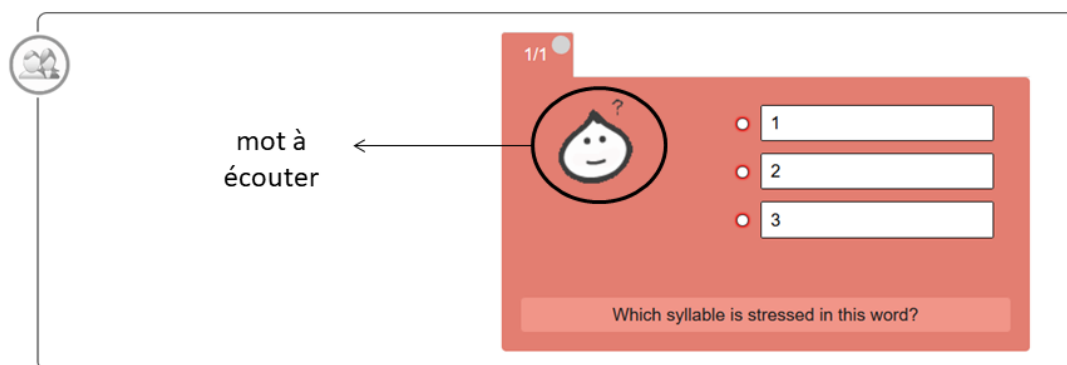 1/1
?
mot à
écouter
1
2
3
Which syllable is stressed in this word?